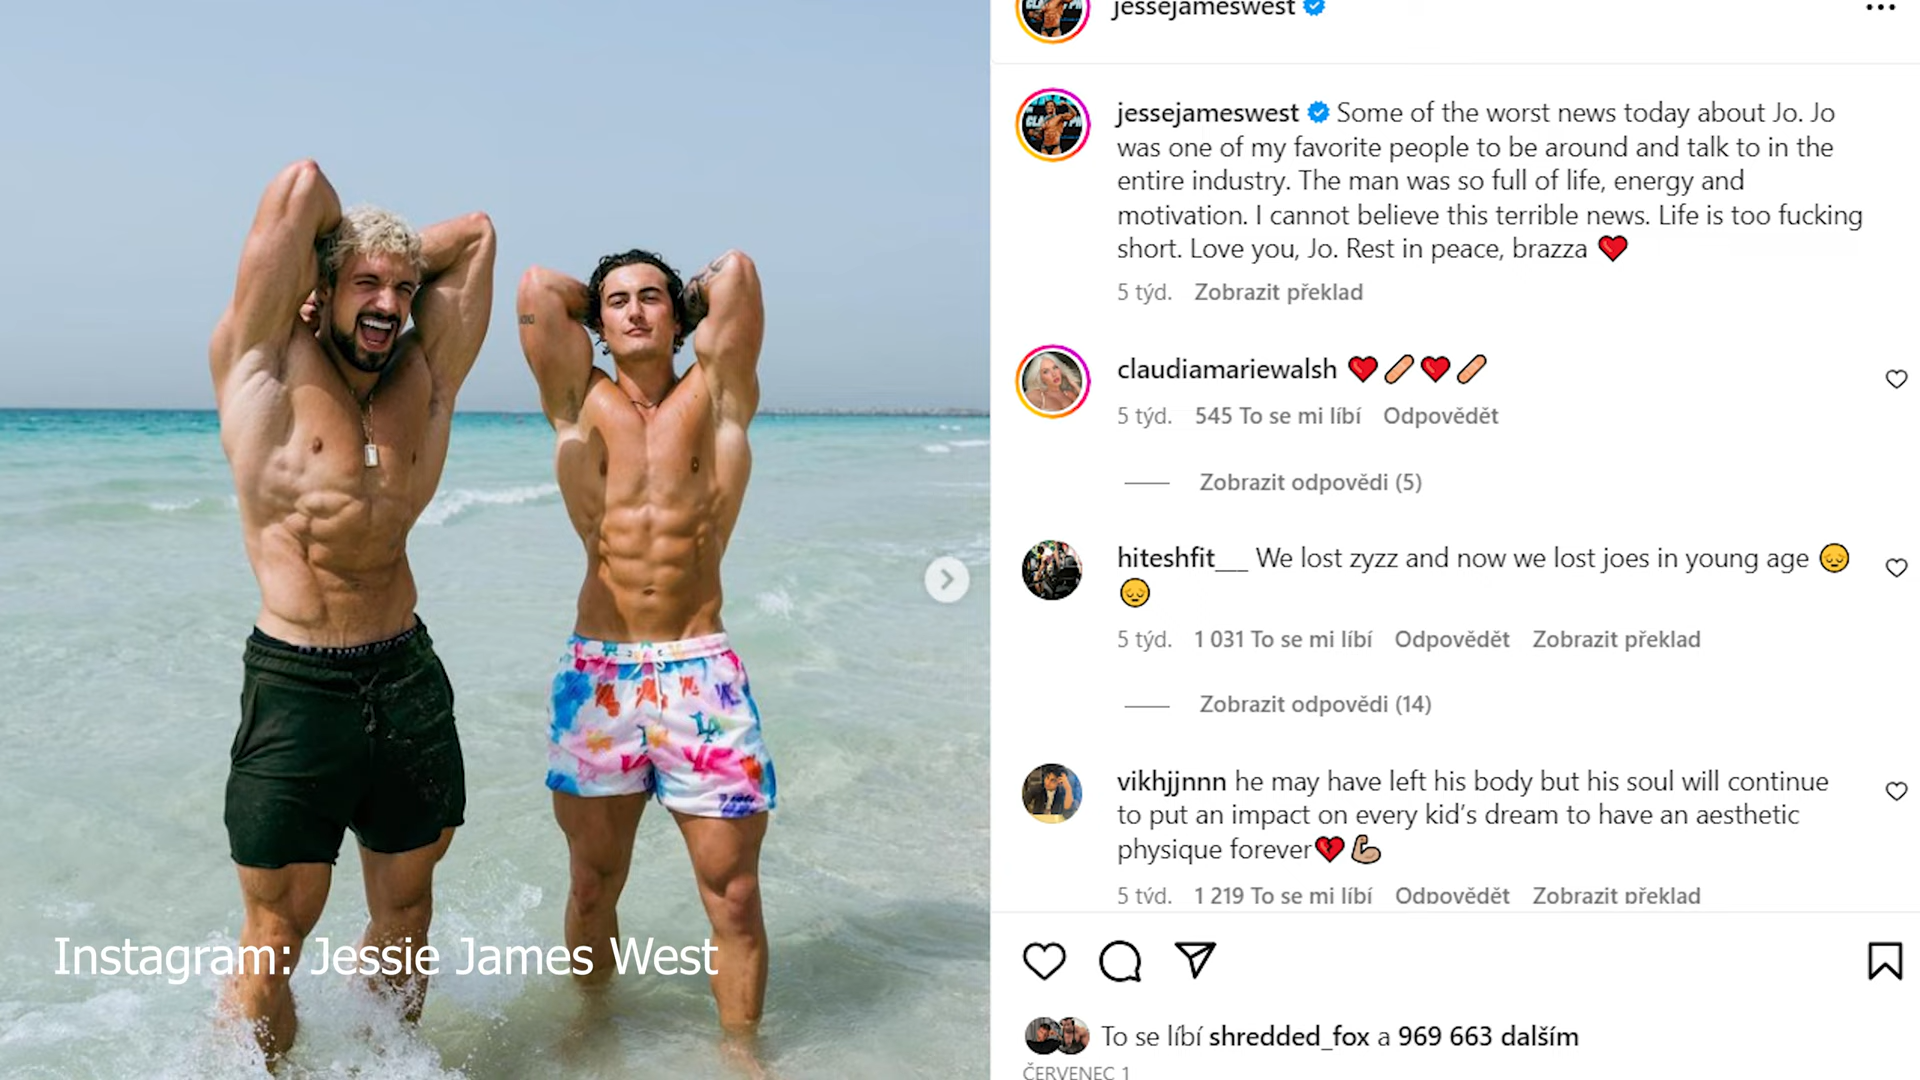 jessejameswest
jessejameswest Some of the worst news today about Jo. Jo
was one of my favorite people to be around and talk to in the
entire industry. The man was so full of life, energy and
motivation. I cannot believe this terrible news. Life is too fucking
short. Love you, Jo. Rest in peace, brazza ❤️
5 týd. Zobrazit překlad
claudiamariewalsh ❤️🩹❤️🩹
5 týd. 545 To se mi líbí Odpovědět
Zobrazit odpovědi (5)
hiteshfit___ We lost zyzz and now we lost joes in young age 😞
😞
5 týd. 1 031 To se mi líbí Odpovědět Zobrazit překlad
Zobrazit odpovědi (14)
vikhjjnnn he may have left his body but his soul will continue
to put an impact on every kid’s dream to have an aesthetic
physique forever💔💪🏼
5 týd. 1 219 To se mi líbí Odpovědět Zobrazit překlad
Instagram: Jessie James West
To se líbí shredded_fox a 969 663 dalším
ČERVENEC 1